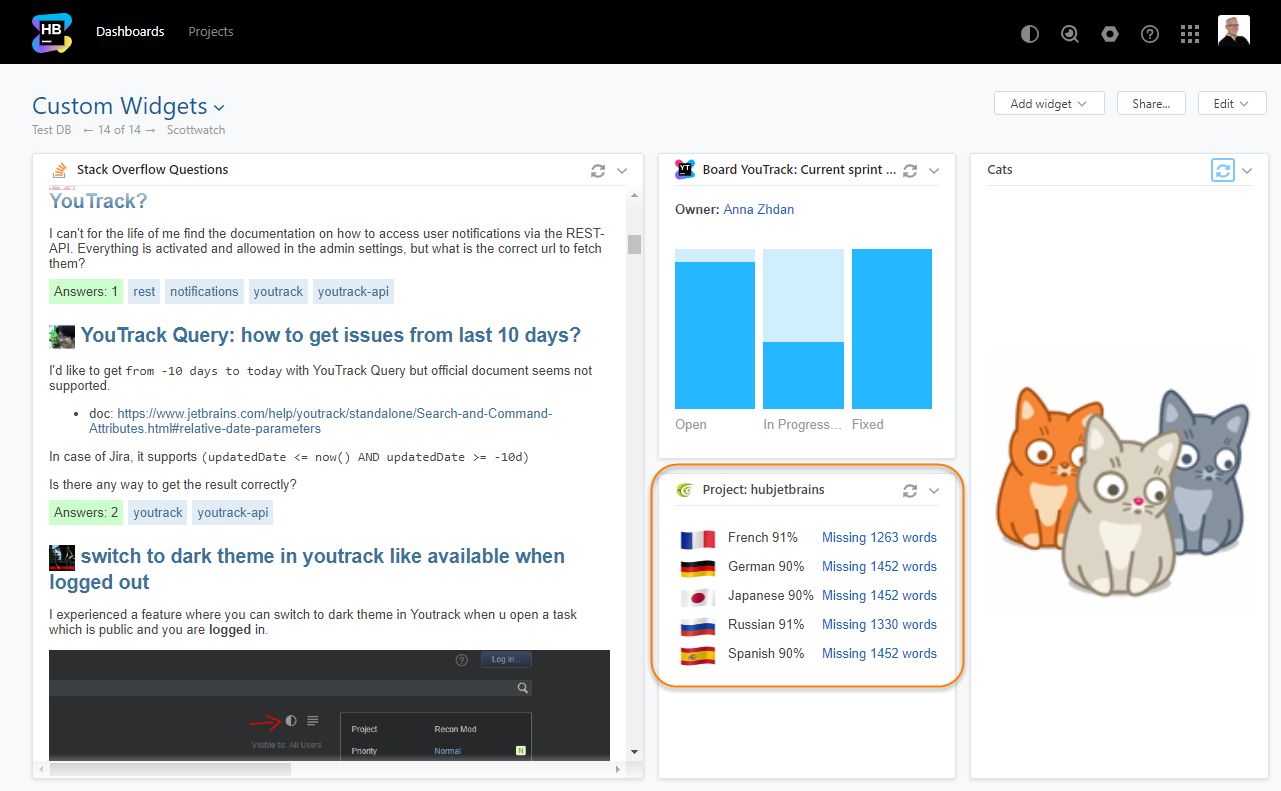 HB
Dashboards
Projects
Custom Widgets
Test DB ← 14 of 14 → Scottwatch
Add widget
Share...
Edit
Stack Overflow Questions
YouTrack?
I can't for the life of me find the documentation on how to access user notifications via the REST-
API. Everything is activated and allowed in the admin settings, but what is the correct url to fetch
them?
Answers: 1 rest notifications youtrack youtrack-api
YouTrack Query: how to get issues from last 10 days?
I'd like to get from -10 days to today with YouTrack Query but official document seems not
supported.
• doc: https://www.jetbrains.com/help/youtrack/standalone/Search-and-Command-
Attributes.html#relative-date-parameters
In case of Jira, it supports (updatedDate <= now() AND updatedDate >= -10d)
Is there any way to get the result correctly?
Answers: 2 youtrack youtrack-api
switch to dark theme in youtrack like available when
logged out
I experienced a feature where you can switch to dark theme in Youtrack when u open a task
which is public and you are logged in.
Log in...
Visible to: All Users
Project Recon Mod
Priority Normal N
YT
Board YouTrack: Current sprint ...
Owner: Anna Zhdan
Open In Progress... Fixed
Project: hubjetbrains
French 91% Missing 1263 words
German 90% Missing 1452 words
Japanese 90% Missing 1452 words
Russian 91% Missing 1330 words
Spanish 90% Missing 1452 words
Cats